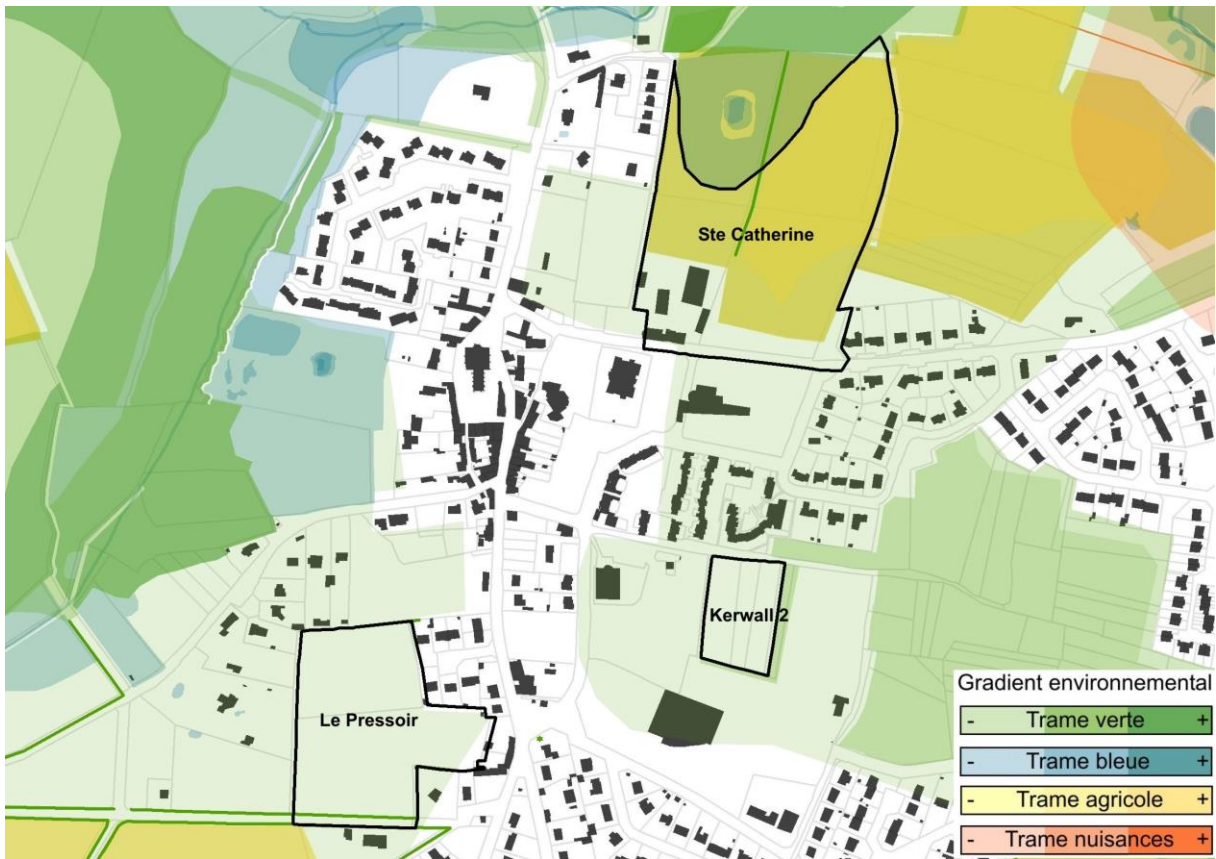 Ste Catherine
Kerwall 2
Le Pressoir
Gradient environnemental
- Trame verte +
- Trame bleue +
- Trame agricole +
- Trame nuisances +